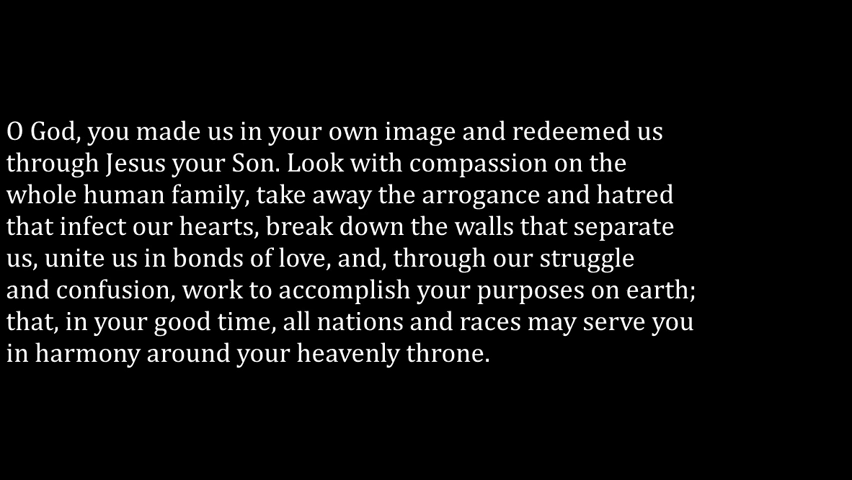 O God, you made us in your own image and redeemed us
through Jesus your Son. Look with compassion on the
whole human family, take away the arrogance and hatred
that infect our hearts, break down the walls that separate
us, unite us in bonds of love, and, through our struggle
and confusion, work to accomplish your purposes on earth;
that, in your good time, all nations and races may serve you
in harmony around your heavenly throne.